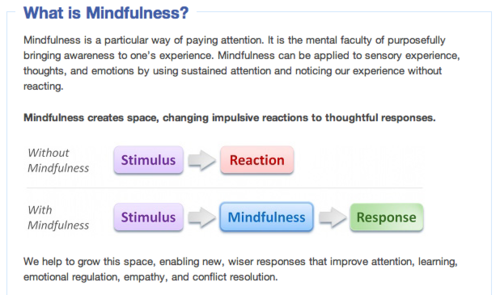 What is Mindfulness?
Mindfulness is a particular way of paying attention. It is the mental faculty of purposefully
bringing awareness to one's experience. Mindfulness can be applied to sensory experience,
thoughts, and emotions by using sustained attention and noticing our experience without
reacting.
Mindfulness creates space, changing impulsive reactions to thoughtful responses.
Without
Mindfulness
Stimulus
Reaction
With
Mindfulness
Stimulus
Mindfulness
Response
We help to grow this space, enabling new, wiser responses that improve attention, learning,
emotional regulation, empathy, and conflict resolution.